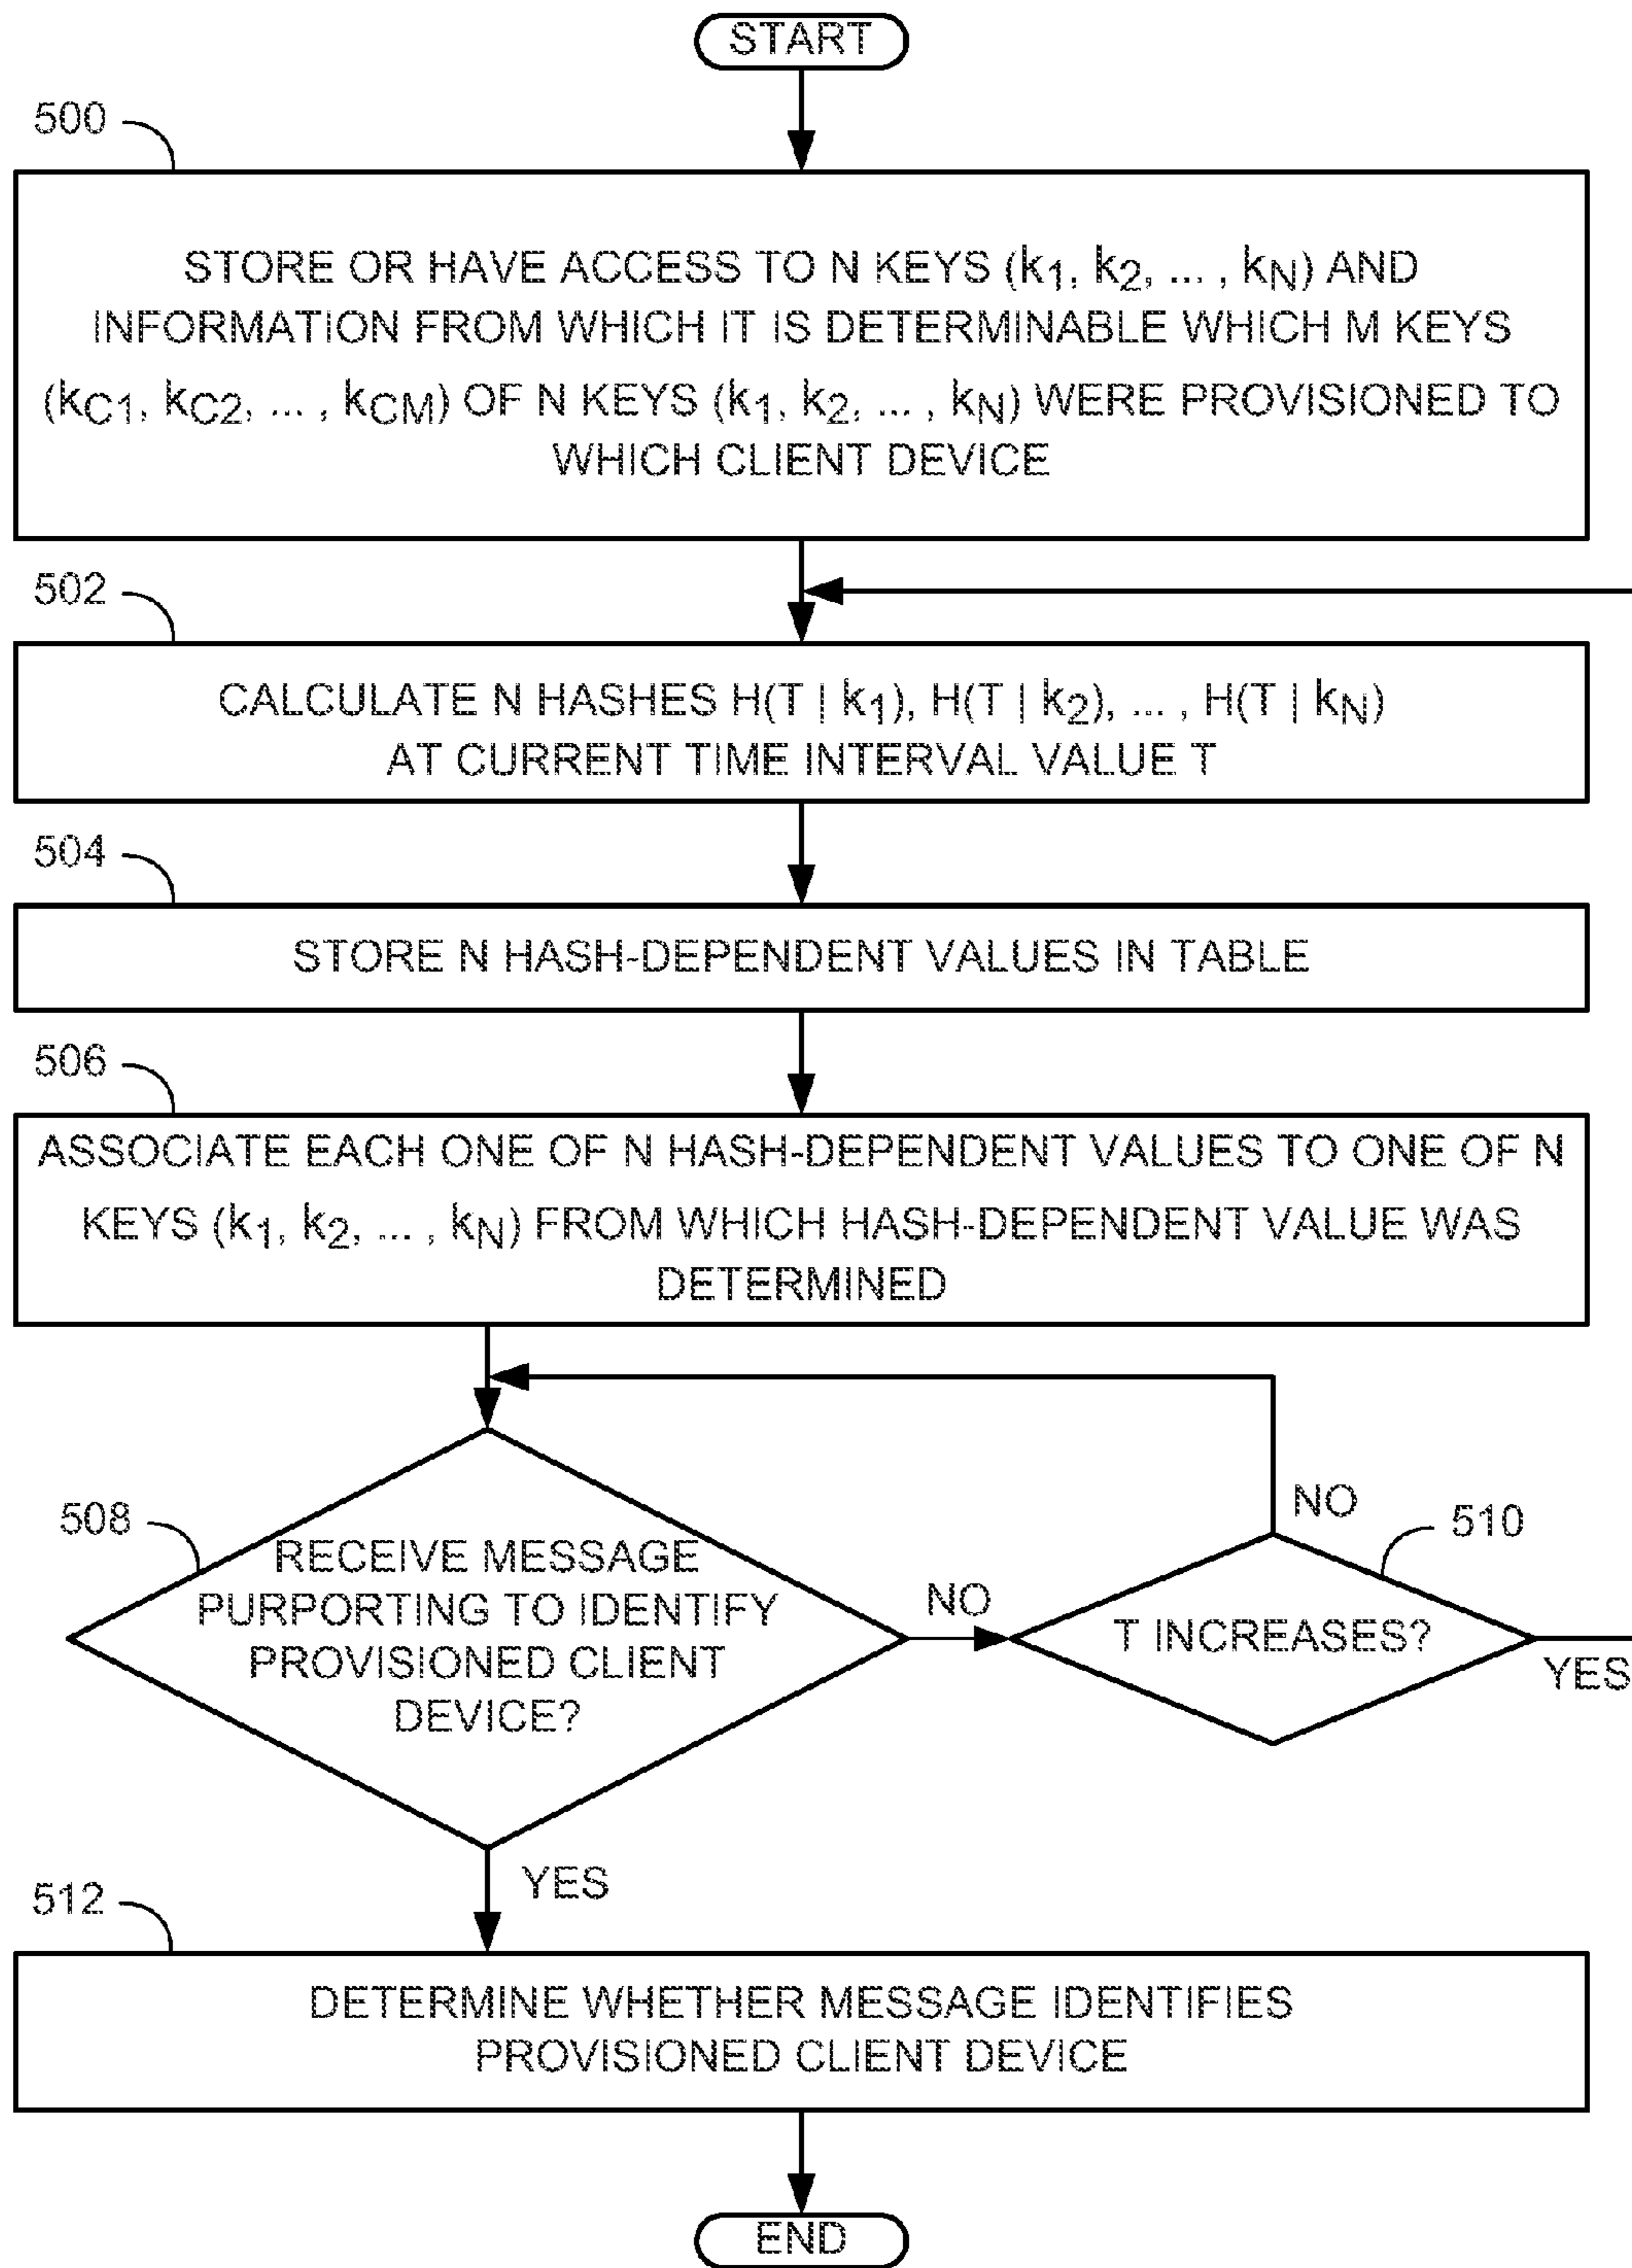 START
500
STORE OR HAVE ACCESS TO N KEYS (k1, k2, ... , kN) AND
INFORMATION FROM WHICH IT IS DETERMINABLE WHICH M KEYS
(kC1, kC2, ... , kCM) OF N KEYS (k1, k2, ... , kN) WERE PROVISIONED TO
WHICH CLIENT DEVICE
502
CALCULATE N HASHES H(T | k1), H(T | k2), ... , H(T | kN)
AT CURRENT TIME INTERVAL VALUE T
504
STORE N HASH-DEPENDENT VALUES IN TABLE
506
ASSOCIATE EACH ONE OF N HASH-DEPENDENT VALUES TO ONE OF N
KEYS (k1, k2, ... , kN) FROM WHICH HASH-DEPENDENT VALUE WAS
DETERMINED
508
RECEIVE MESSAGE
PURPORTING TO IDENTIFY
PROVISIONED CLIENT
DEVICE?
NO
510
T INCREASES?
NO
YES
YES
512
DETERMINE WHETHER MESSAGE IDENTIFIES
PROVISIONED CLIENT DEVICE
END